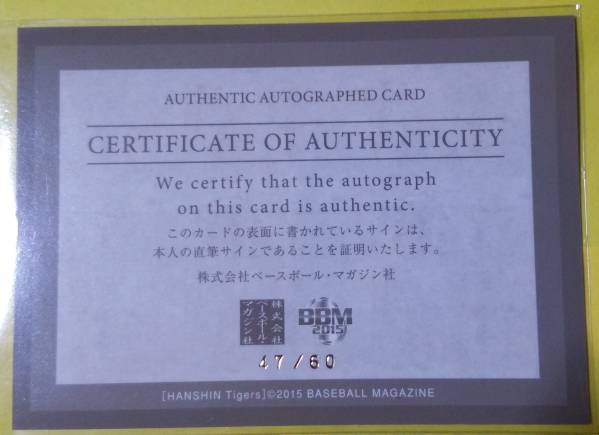 AUTHENTIC AUTOGRAPHED CARD
CERTIFICATE OF AUTHENTICITY
We certify that the autograph
on this card is authentic.
このカードの表面に書かれているサインは、
本人の直筆サインであることを証明いたします。
株式会社ベースボール・マガジン社
株式会社
ベースボール・
マガジン社
BBM
2015
47/60
[HANSHIN Tigers]©2015 BASEBALL MAGAZINE